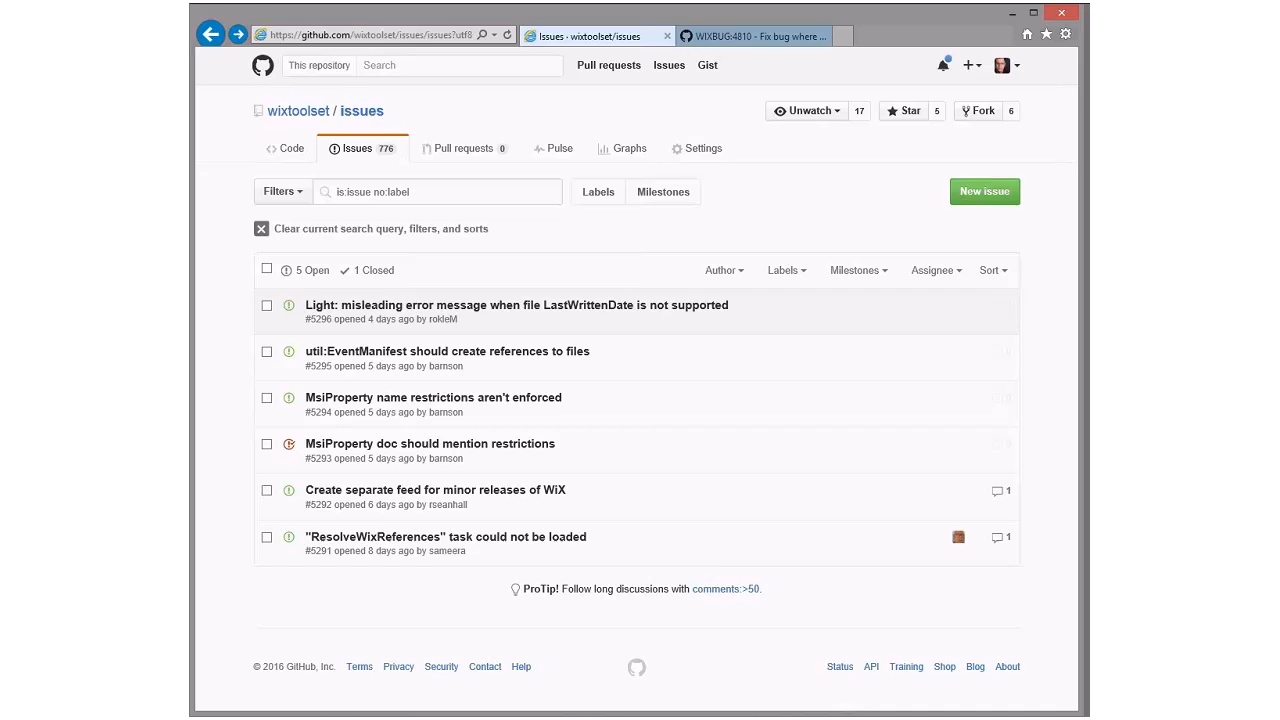 https://github.com/wixtoolset/issues/issues?utf8
Issues · wixtoolset/issues
WIXBUG:4810 - Fix bug where ...
This repository Search Pull requests Issues Gist
wixtoolset / issues
Unwatch 17 Star 5 Fork 6
Code Issues 776 Pull requests 0 Pulse Graphs Settings
Filters is:issue no:label Labels Milestones New issue
Clear current search query, filters, and sorts
5 Open 1 Closed Author Labels Milestones Assignee Sort
Light: misleading error message when file LastWrittenDate is not supported
#5296 opened 4 days ago by rokleM
util:EventManifest should create references to files
#5295 opened 5 days ago by barnson
MsiProperty name restrictions aren't enforced
#5294 opened 5 days ago by barnson
MsiProperty doc should mention restrictions
#5293 opened 5 days ago by barnson
Create separate feed for minor releases of WiX
1
#5292 opened 6 days ago by rseanhall
"ResolveWixReferences" task could not be loaded
1
#5291 opened 8 days ago by sameera
ProTip! Follow long discussions with comments:>50.
© 2016 GitHub, Inc. Terms Privacy Security Contact Help Status API Training Shop Blog About